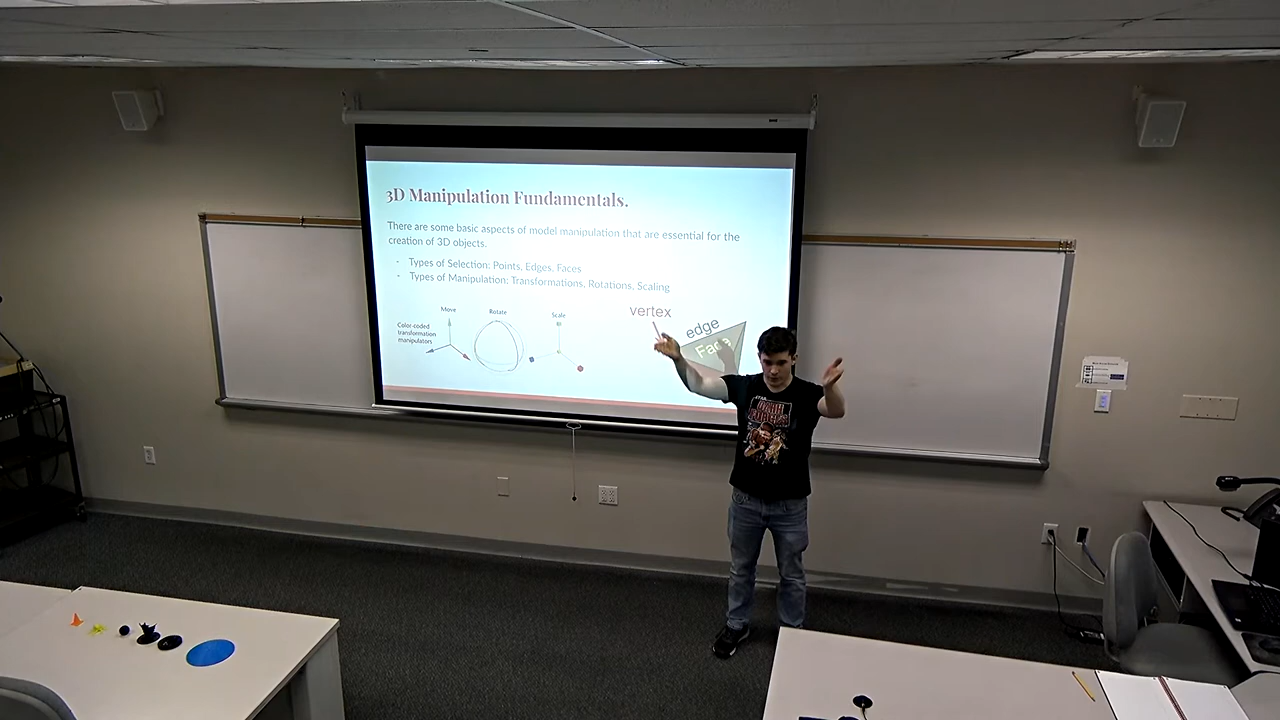 3D Manipulation Fundamentals.
There are some basic aspects of model manipulation that are essential for the
creation of 3D objects.
- Types of Selection: Points, Edges, Faces
- Types of Manipulation: Transformations, Rotations, Scaling
Move
Rotate
Scale
Color-coded
transformation
manipulators
vertex
edge
Face